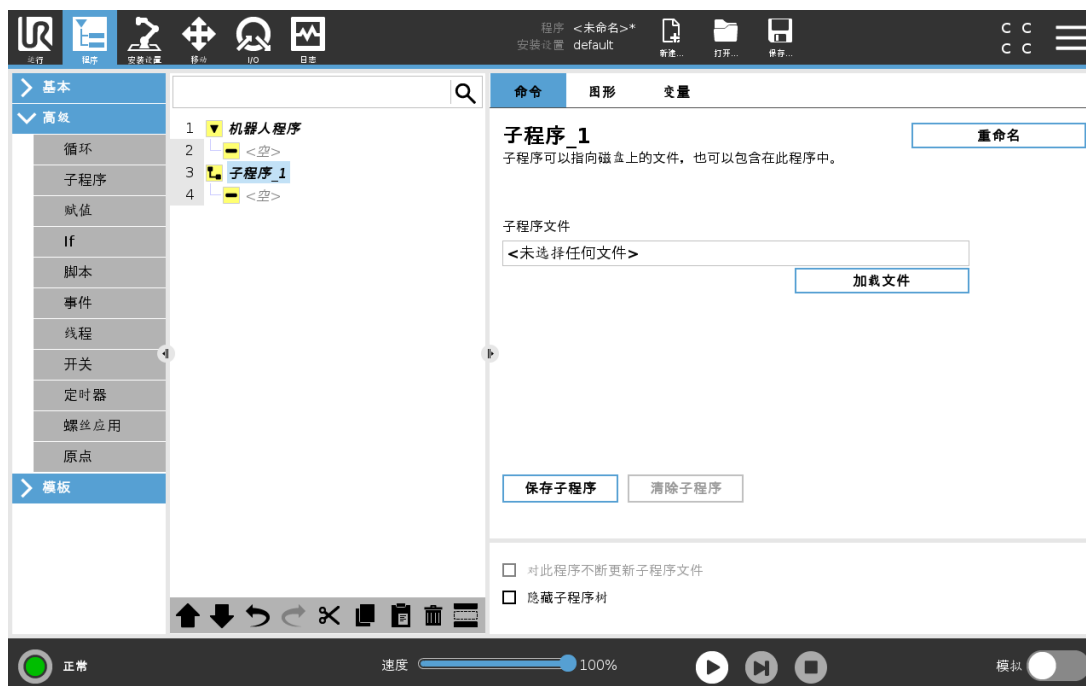 UR
运行
程序
安装设置
移动
I/O
日志
程序 <未命名>*
安装设置 default
新建...
打开...
保存...
C C
C C
基本
高级
循环
子程序
赋值
If
脚本
事件
线程
开关
定时器
螺丝应用
原点
模板
1 机器人程序
2 <空>
3 子程序_1
4 <空>
命令 图形 变量
子程序_1
重命名
子程序可以指向磁盘上的文件，也可以包含在此程序中。
子程序文件
<未选择任何文件>
加载文件
保存子程序 清除子程序
对此程序不断更新子程序文件
隐藏子程序树
正常
速度 100%
模拟